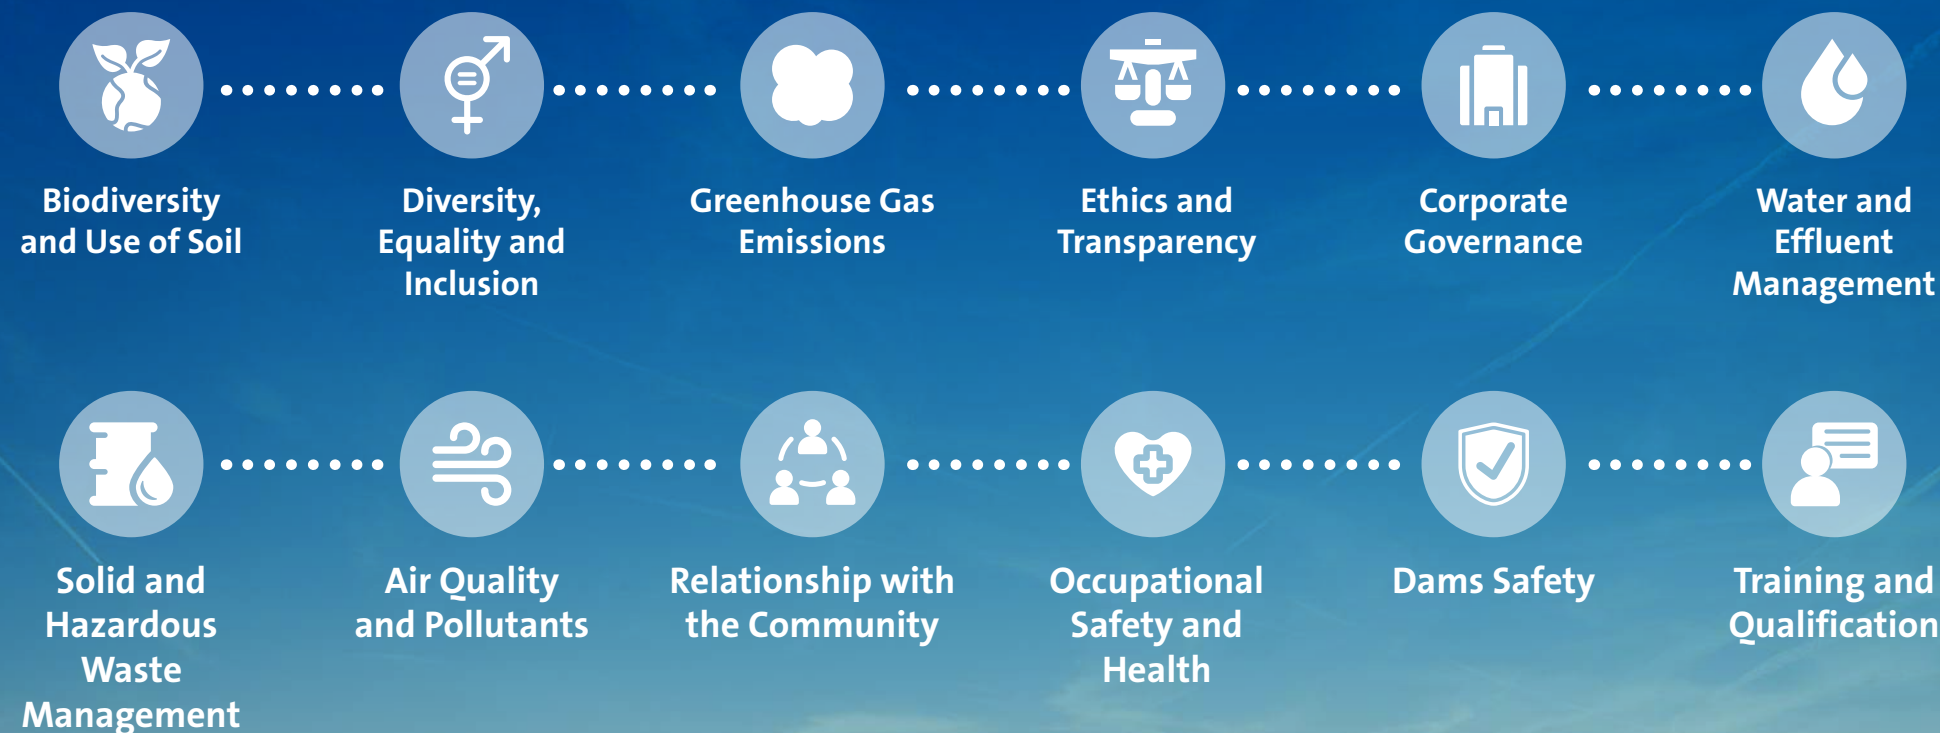 Biodiversity
and Use of Soil
Diversity,
Equality and
Inclusion
Greenhouse Gas
Emissions
Ethics and
Transparency
Corporate
Governance
Water and
Effluent
Management
Solid and
Hazardous
Waste
Management
Air Quality
and Pollutants
Relationship with
the Community
Occupational
Safety and
Health
Dams Safety
Training and
Qualification